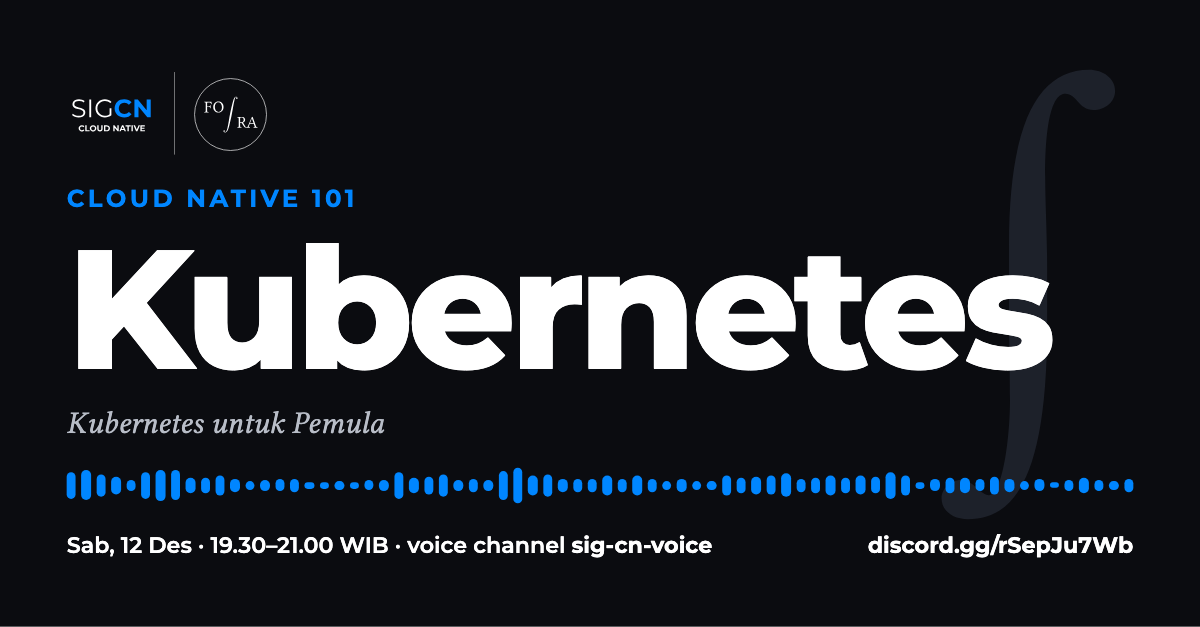 SIGCN
CLOUD NATIVE
FO∫RA
CLOUD NATIVE 101
Kubernetes
Kubernetes untuk Pemula
Sab, 12 Des · 19.30–21.00 WIB · voice channel sig-cn-voice
discord.gg/rSepJu7Wb